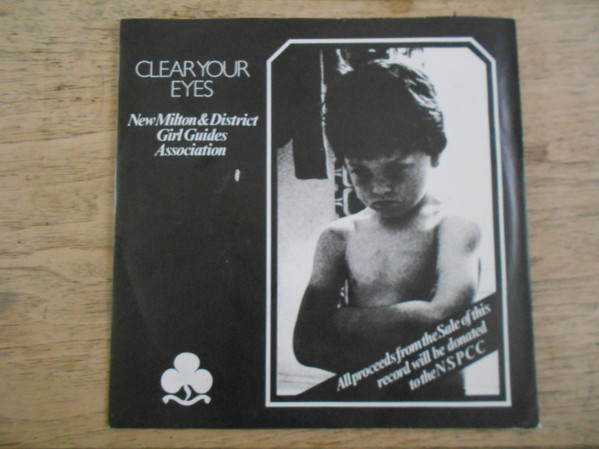 CLEAR YOUR
EYES
New Milton & District
Girl Guides
Association
All proceeds from the Sale of this
record will be donated
to the NSPCC